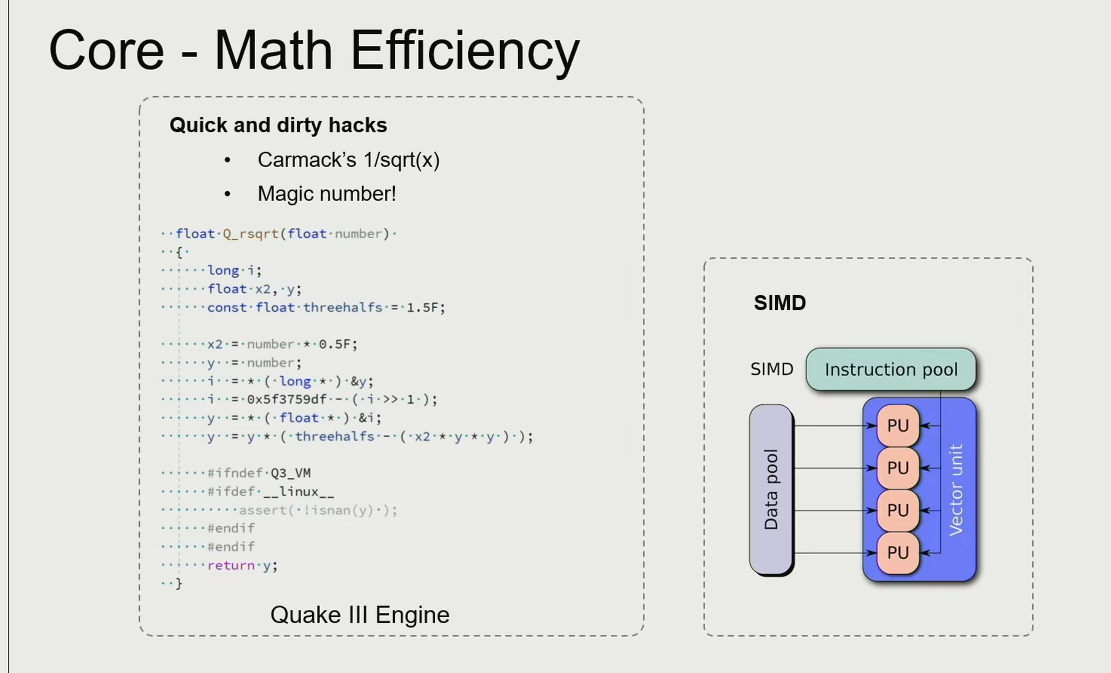 Core - Math Efficiency
Quick and dirty hacks
• Carmack’s 1/sqrt(x)
• Magic number!
float Q_rsqrt(float number)
{
long i;
float x2, y;
const float threehalfs = 1.5F;
x2 = number * 0.5F;
y = number;
i = * ( long * ) &y;
i = 0x5f3759df - ( i >> 1 );
y = * ( float * ) &i;
y = y * ( threehalfs - ( x2 * y * y ) );
#ifndef Q3_VM
#ifdef __linux__
assert( !isnan(y) );
#endif
#endif
return y;
}
Quake III Engine
SIMD
SIMD
Instruction pool
Data pool
PU
PU
PU
PU
Vector unit